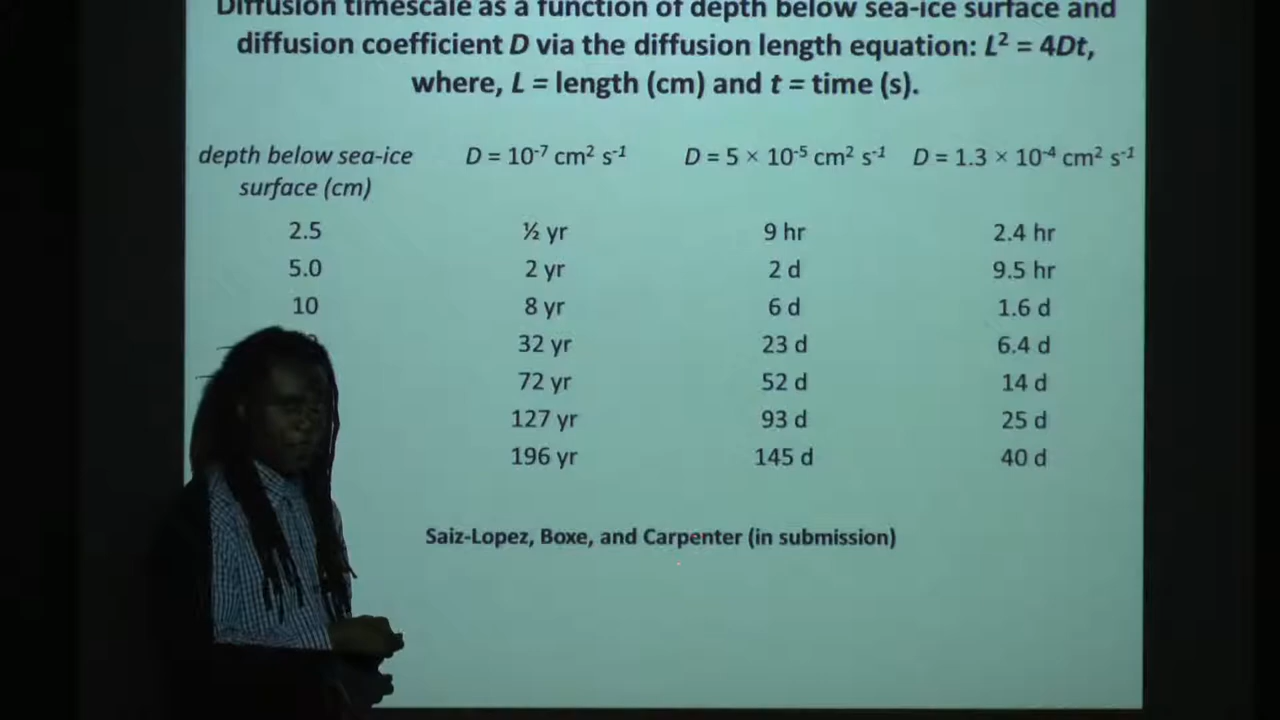 Diffusion timescale as a function of depth below sea-ice surface and
diffusion coefficient D via the diffusion length equation: L² = 4Dt,
where, L = length (cm) and t = time (s).
depth below sea-ice surface (cm) D = 10⁻⁷ cm² s⁻¹ D = 5 × 10⁻⁵ cm² s⁻¹ D = 1.3 × 10⁻⁴ cm² s⁻¹
2.5 ½ yr 9 hr 2.4 hr
5.0 2 yr 2 d 9.5 hr
10 8 yr 6 d 1.6 d
32 yr 23 d 6.4 d
72 yr 52 d 14 d
127 yr 93 d 25 d
196 yr 145 d 40 d
Saiz-Lopez, Boxe, and Carpenter (in submission)